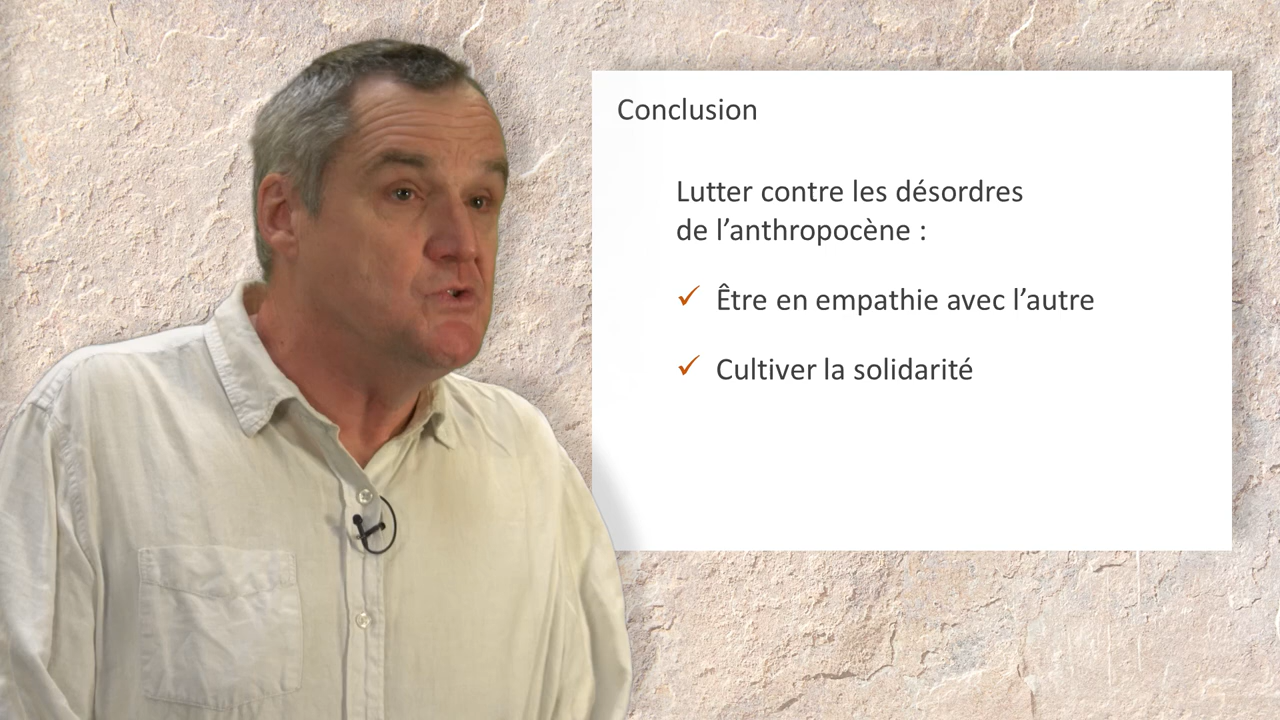 Conclusion
Lutter contre les désordres
de l’anthropocène :
Être en empathie avec l’autre
Cultiver la solidarité